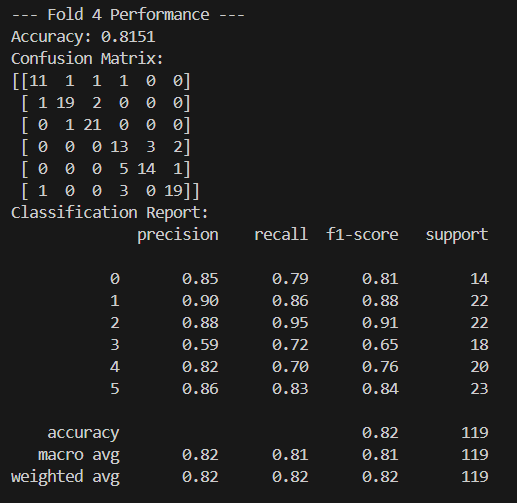 --- Fold 4 Performance ---
Accuracy: 0.8151
Confusion Matrix:
[[11  1  1  1  0  0]
 [ 1 19  2  0  0  0]
 [ 0  1 21  0  0  0]
 [ 0  0  0 13  3  2]
 [ 0  0  0  5 14  1]
 [ 1  0  0  3  0 19]]
Classification Report:
              precision    recall  f1-score   support

           0       0.85      0.79      0.81        14
           1       0.90      0.86      0.88        22
           2       0.88      0.95      0.91        22
           3       0.59      0.72      0.65        18
           4       0.82      0.70      0.76        20
           5       0.86      0.83      0.84        23

    accuracy                           0.82       119
   macro avg       0.82      0.81      0.81       119
weighted avg       0.82      0.82      0.82       119